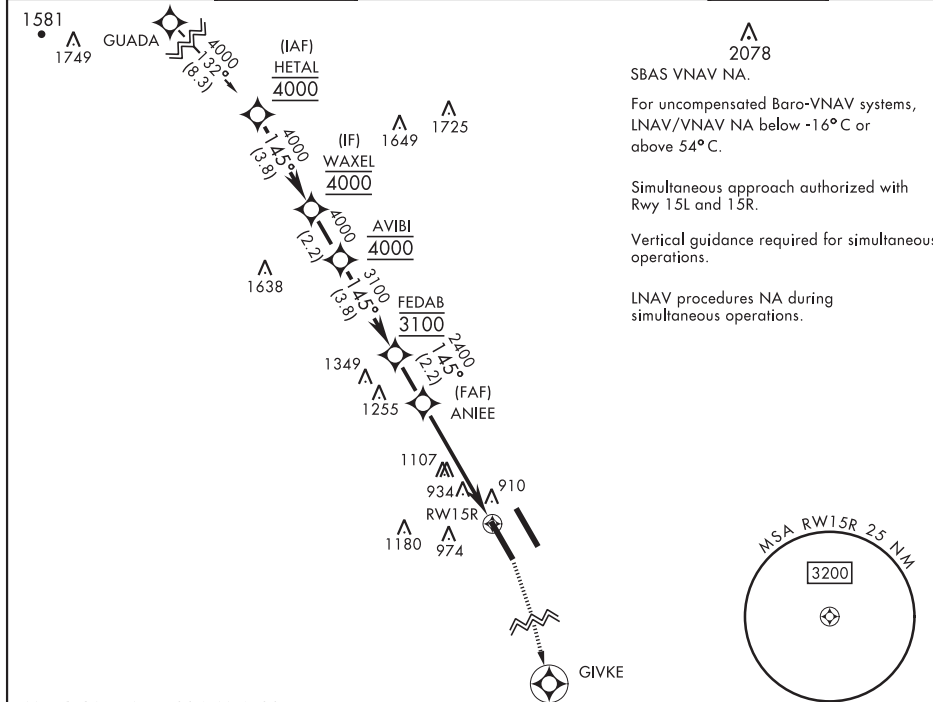 1581
1749
GUADA
4000
132°
(8.3)
(IAF)
HETAL
4000
4000
145°
(3.8)
(IF)
WAXEL
4000
1649
1725
4000
(2.2)
AVIBI
4000
1638
3100
145°
(3.8)
FEDAB
3100
2400
145°
(2.2)
1349
1255
(FAF)
ANIEE
1107
934
910
RW15R
1180
974
GIVKE
2078
SBAS VNAV NA.
For uncompensated Baro-VNAV systems,
LNAV/VNAV NA below -16°C or
above 54°C.
Simultaneous approach authorized with
Rwy 15L and 15R.
Vertical guidance required for simultaneous
operations.
LNAV procedures NA during
simultaneous operations.
MSA RW15R 25 NM
3200